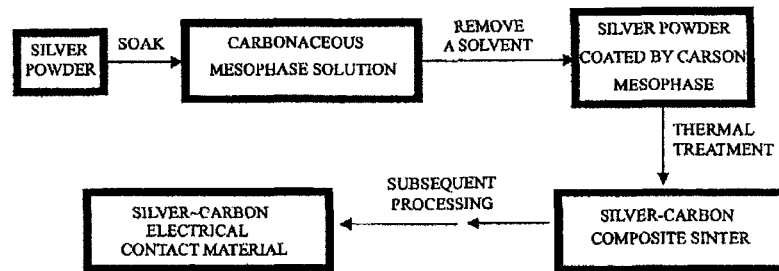 SILVER
POWDER
SOAK
CARBONACEOUS
MESOPHASE SOLUTION
REMOVE
A SOLVENT
SILVER POWDER
COATED BY CARSON
MESOPHASE
THERMAL
TREATMENT
SILVER-CARBON
COMPOSITE SINTER
SUBSEQUENT
PROCESSING
SILVER~CARBON
ELECTRICAL
CONTACT MATERIAL